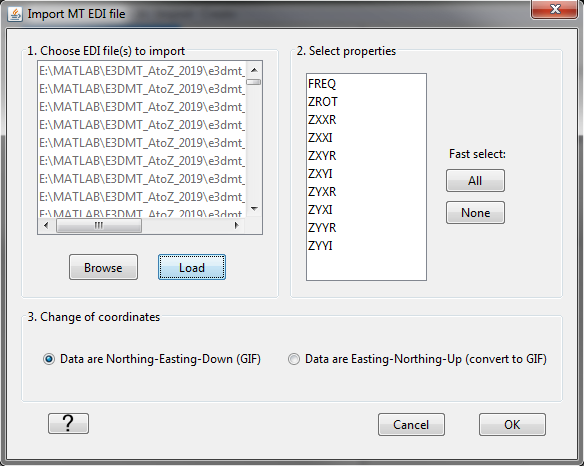 Import MT EDI file
1. Choose EDI file(s) to import
E:\MATLAB\E3DMT_AtoZ_2019\e3dmt_
E:\MATLAB\E3DMT_AtoZ_2019\e3dmt_
E:\MATLAB\E3DMT_AtoZ_2019\e3dmt_
E:\MATLAB\E3DMT_AtoZ_2019\e3dmt_
E:\MATLAB\E3DMT_AtoZ_2019\e3dmt_
E:\MATLAB\E3DMT_AtoZ_2019\e3dmt_
E:\MATLAB\E3DMT_AtoZ_2019\e3dmt_
E:\MATLAB\E3DMT_AtoZ_2019\e3dmt_
E:\MATLAB\E3DMT_AtoZ_2019\e3dmt_
Browse
Load
2. Select properties
FREQ
ZROT
ZXXR
ZXXI
ZXYR
ZXYI
ZYXR
ZYXI
ZYYR
ZYYI
Fast select:
All
None
3. Change of coordinates
Data are Northing-Easting-Down (GIF)
Data are Easting-Northing-Up (convert to GIF)
?
Cancel
OK